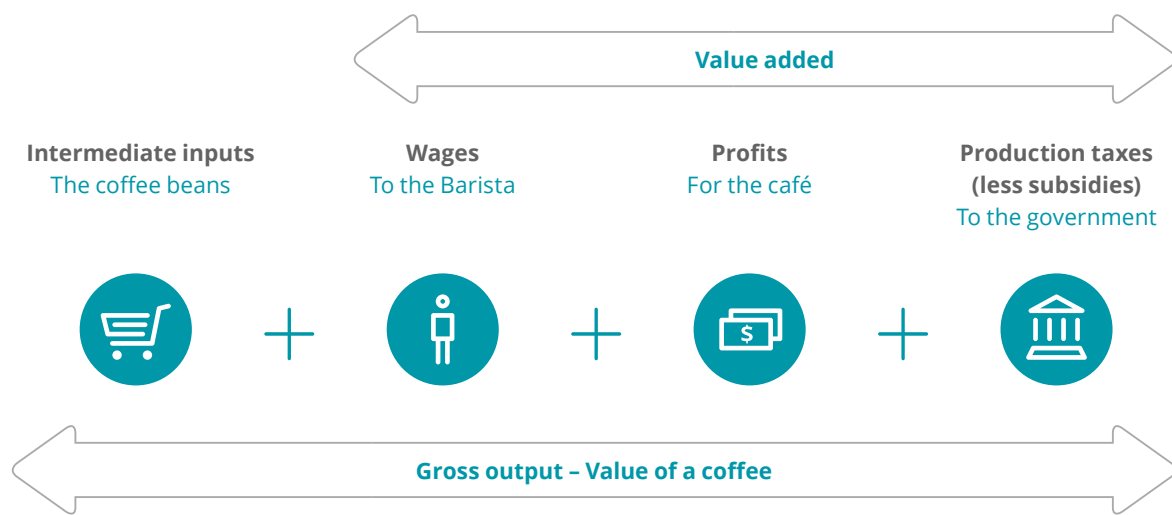 Value added
Intermediate inputs
The coffee beans
Wages
To the Barista
Profits
For the café
Production taxes
(less subsidies)
To the government
$
Gross output – Value of a coffee